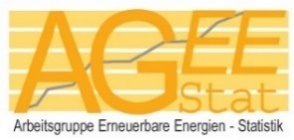 AGEE
Stat
Arbeitsgruppe Erneuerbare Energien - Statistik